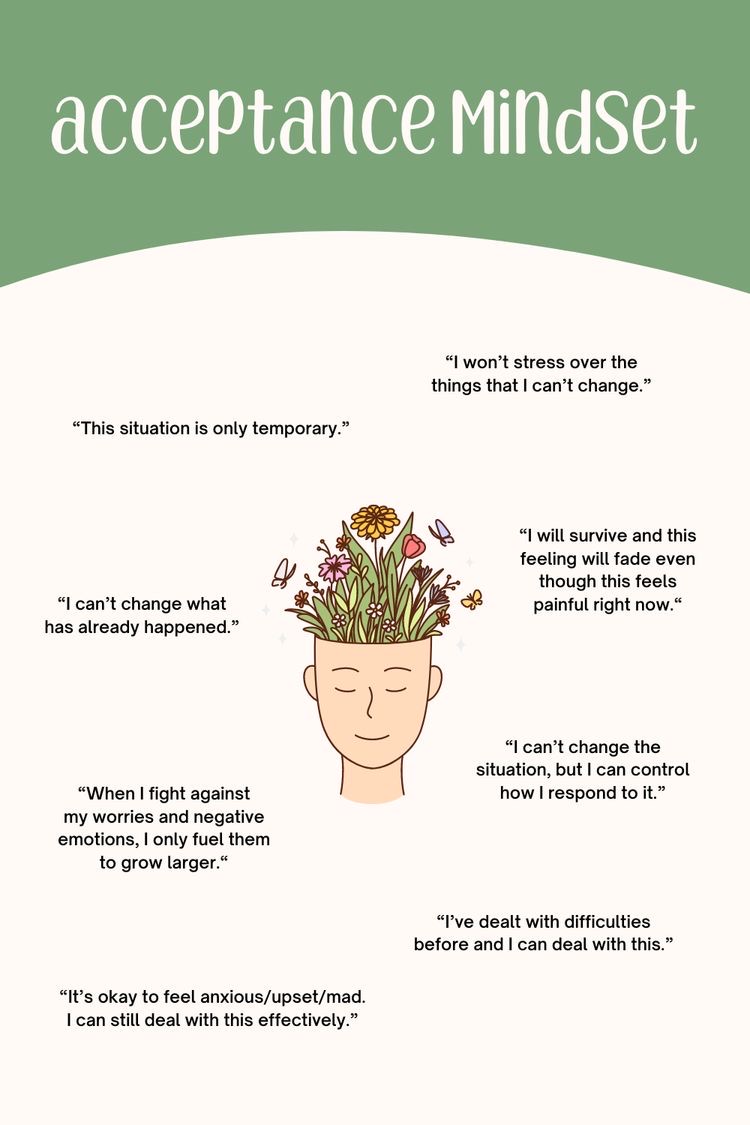 acceptance Mindset
“I won’t stress over the
things that I can’t change.”
“This situation is only temporary.”
“I will survive and this
feeling will fade even
though this feels
painful right now.“
“I can’t change what
has already happened.”
“I can’t change the
situation, but I can control
how I respond to it.”
“When I fight against
my worries and negative
emotions, I only fuel them
to grow larger.“
“I’ve dealt with difficulties
before and I can deal with this.”
“It’s okay to feel anxious/upset/mad.
I can still deal with this effectively.”